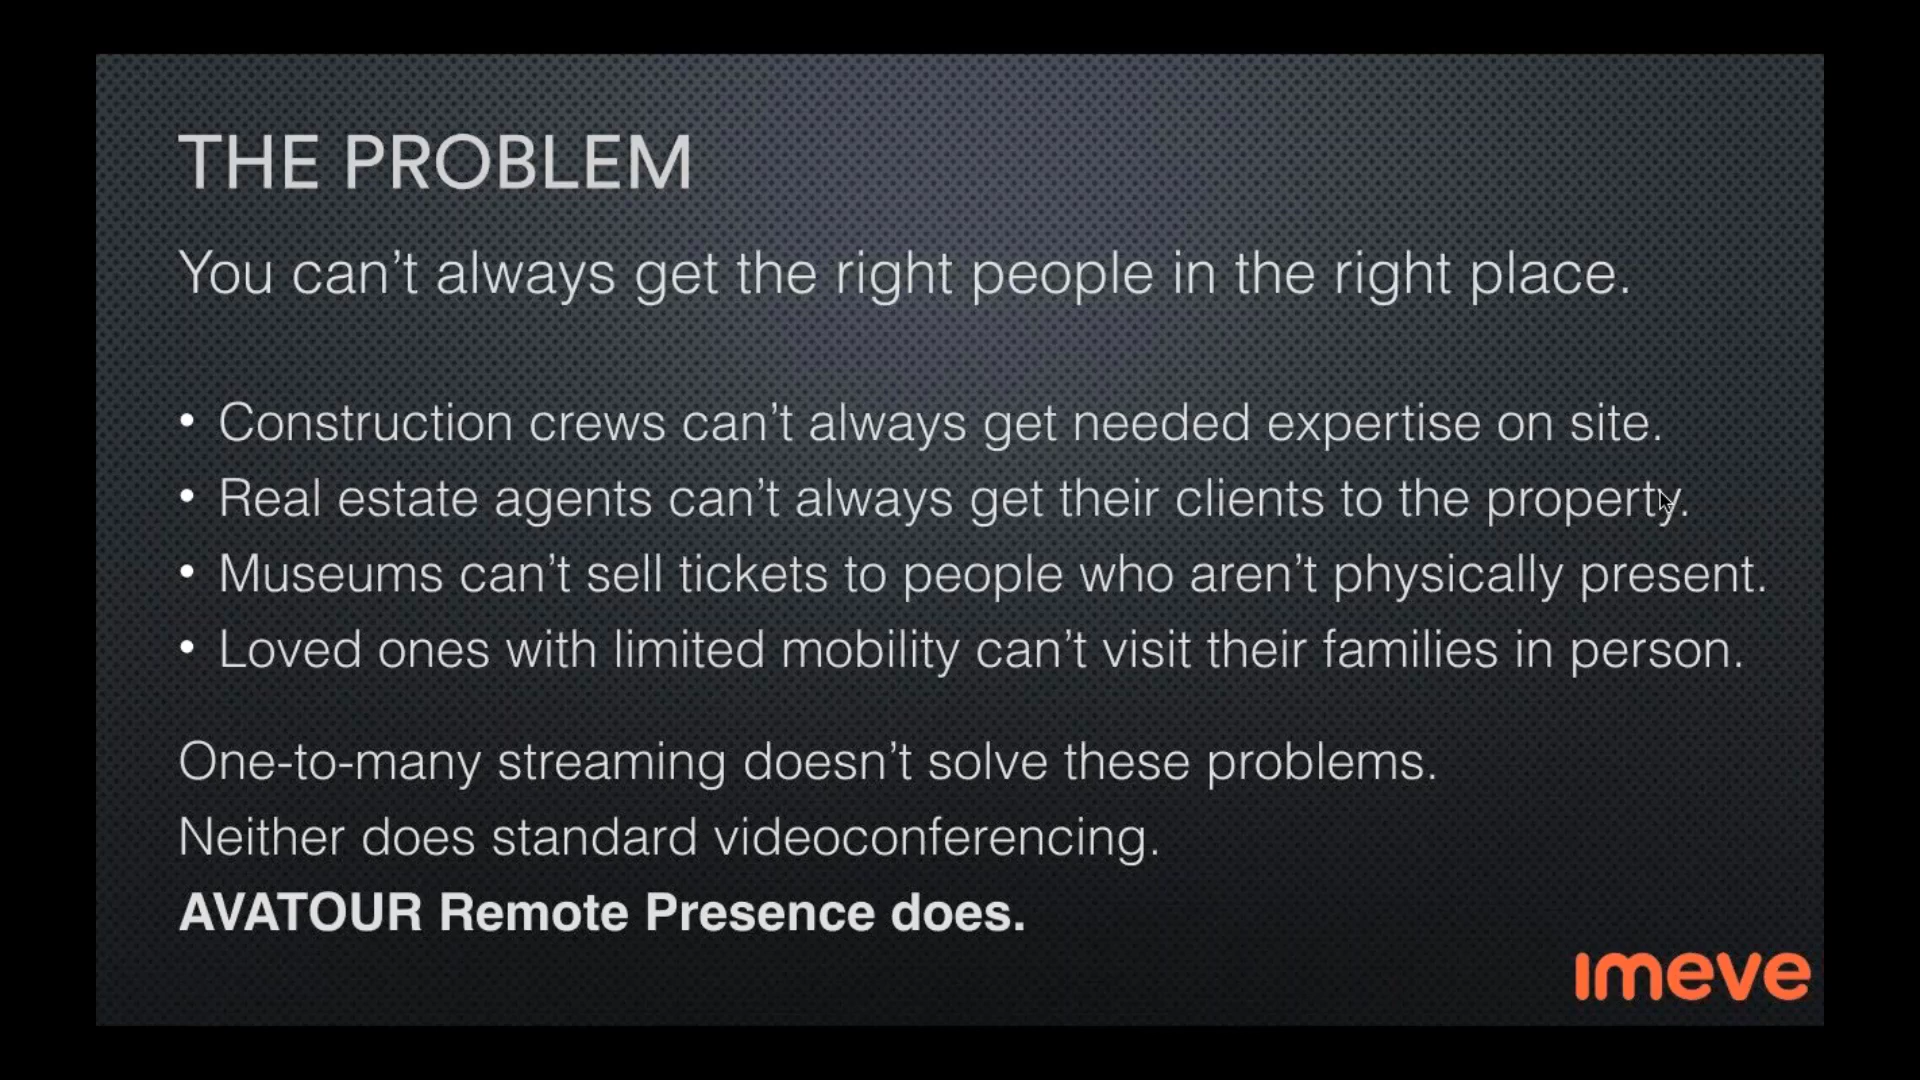 THE PROBLEM
You can’t always get the right people in the right place.
• Construction crews can’t always get needed expertise on site.
• Real estate agents can’t always get their clients to the property.
• Museums can’t sell tickets to people who aren’t physically present.
• Loved ones with limited mobility can’t visit their families in person.
One-to-many streaming doesn’t solve these problems.
Neither does standard videoconferencing.
AVATOUR Remote Presence does.
imeve